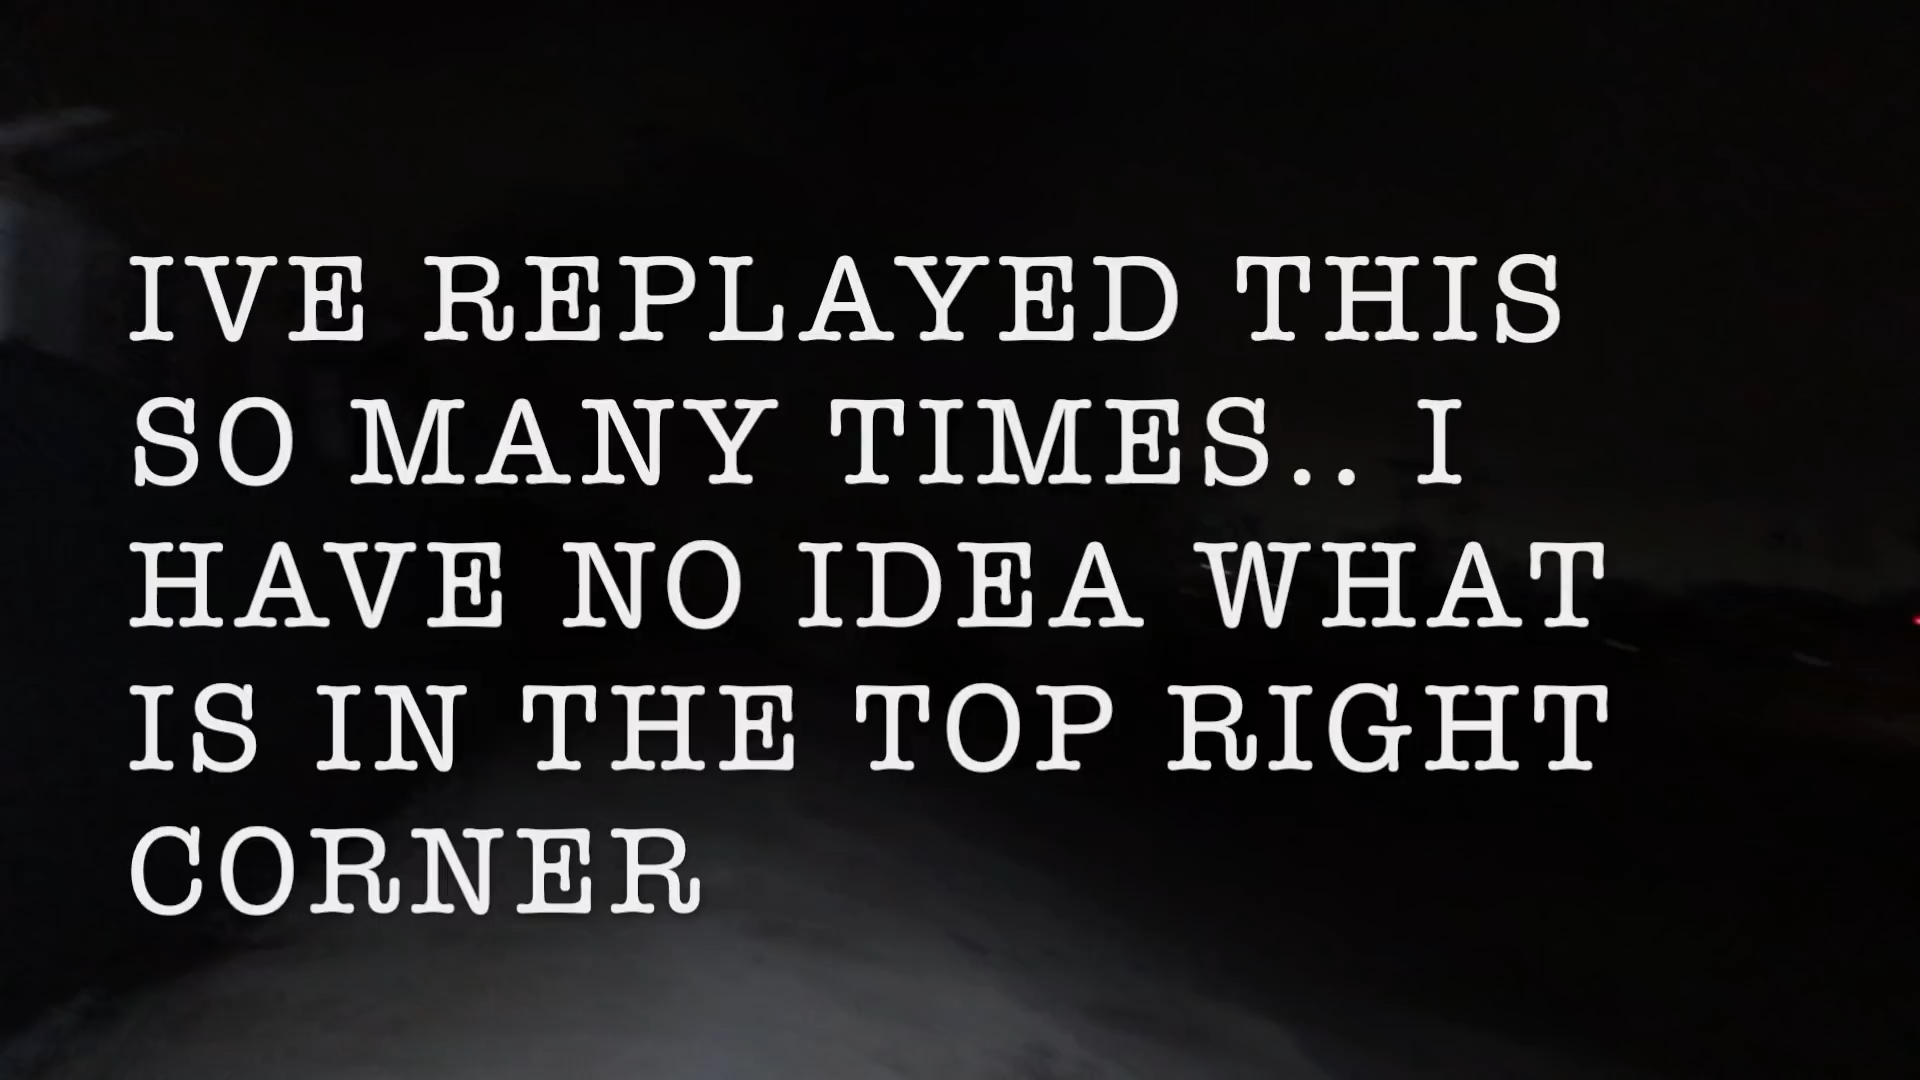 IVE REPLAYED THIS
SO MANY TIMES.. I
HAVE NO IDEA WHAT
IS IN THE TOP RIGHT
CORNER